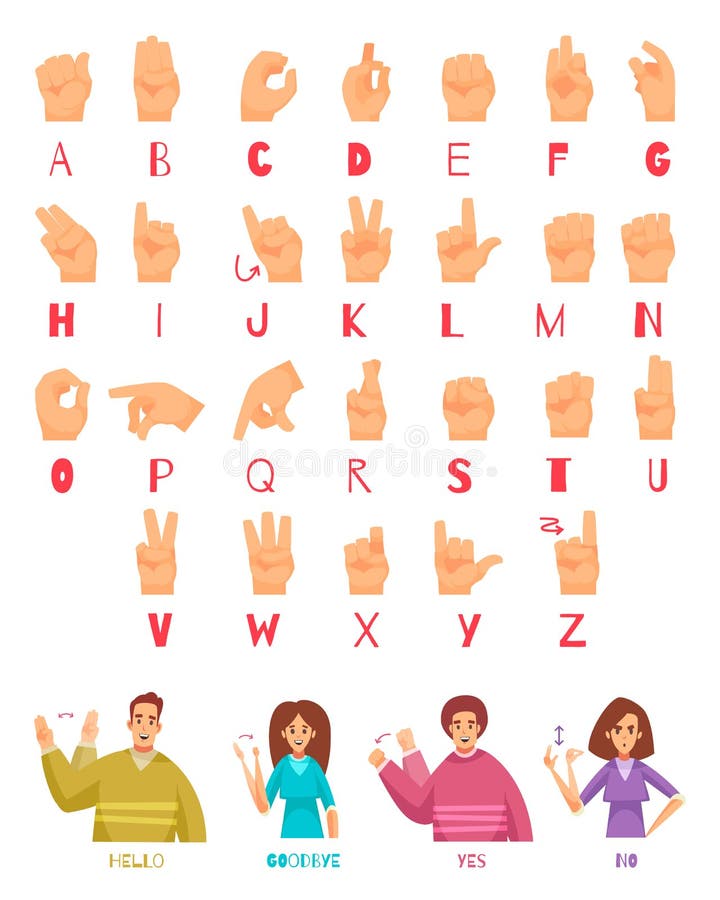 A B C D E F G
H I J K L M N
O P Q R S T U
dreamstime
V W X Y Z
HELLO GOODBYE YES NO